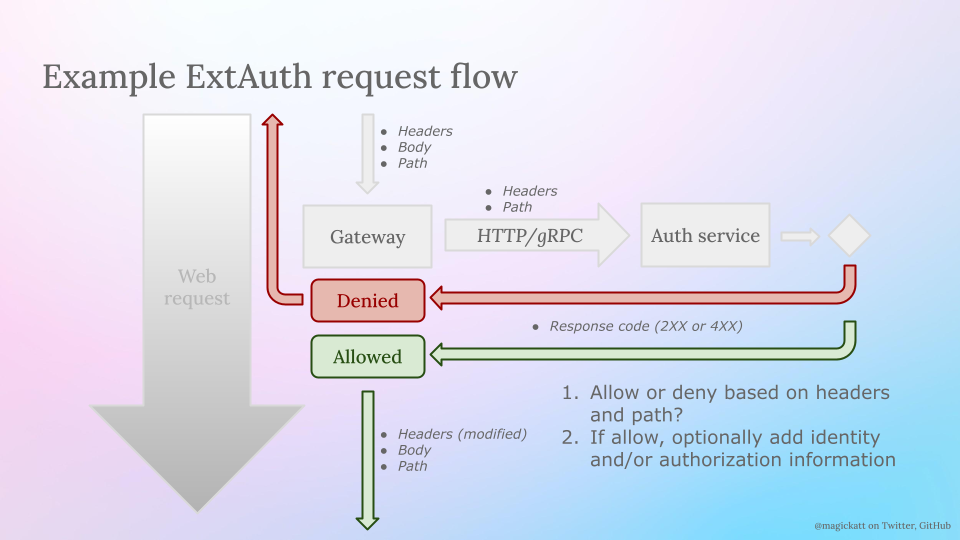 Example ExtAuth request flow
● Headers
● Body
● Path
● Headers
● Path
Gateway
HTTP/gRPC
Auth service
Web
request
Denied
● Response code (2XX or 4XX)
Allowed
1. Allow or deny based on headers
and path?
2. If allow, optionally add identity
and/or authorization information
● Headers (modified)
● Body
● Path
@magickatt on Twitter, GitHub